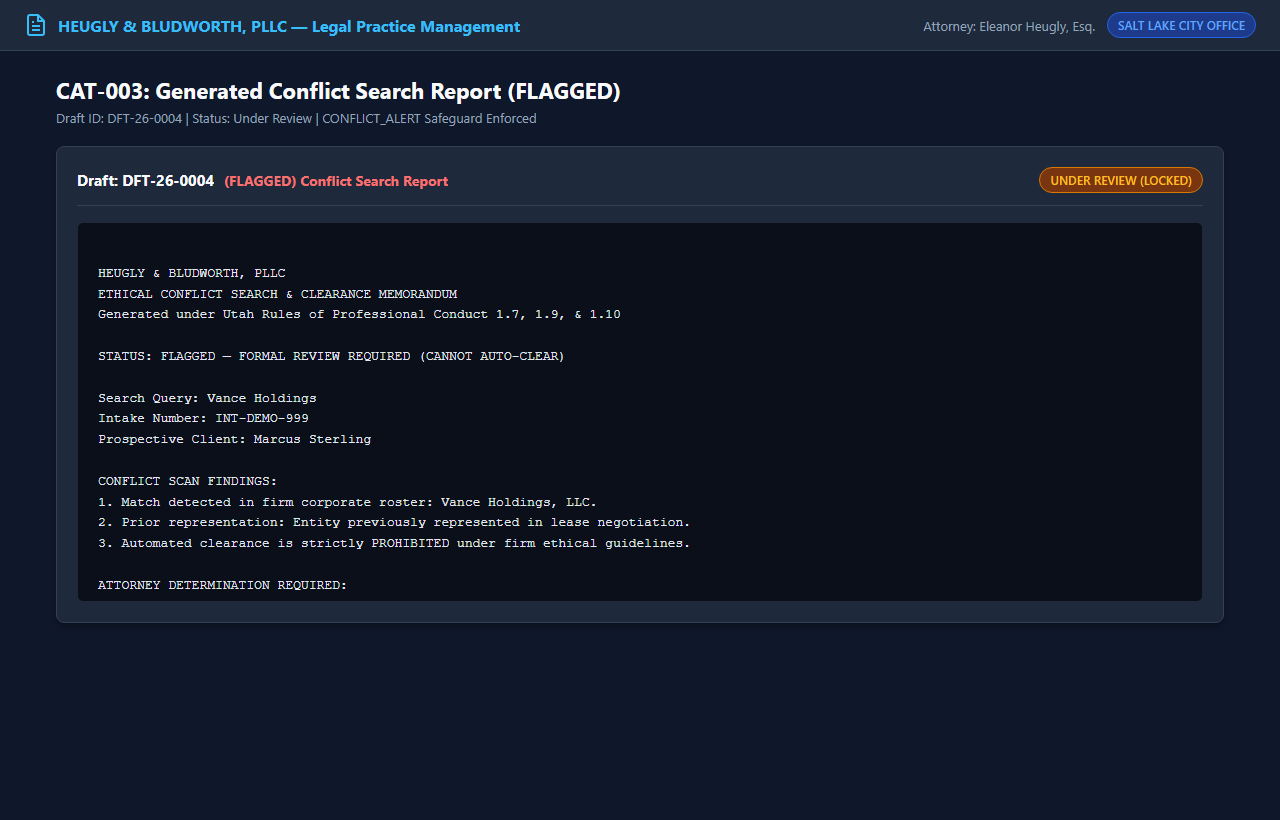 HEUGLY & BLUDWORTH, PLLC — Legal Practice Management
Attorney: Eleanor Heugly, Esq.
SALT LAKE CITY OFFICE
CAT-003: Generated Conflict Search Report (FLAGGED)
Draft ID: DFT-26-0004 | Status: Under Review | CONFLICT_ALERT Safeguard Enforced
Draft: DFT-26-0004 (FLAGGED) Conflict Search Report
UNDER REVIEW (LOCKED)
HEUGLY & BLUDWORTH, PLLC
ETHICAL CONFLICT SEARCH & CLEARANCE MEMORANDUM
Generated under Utah Rules of Professional Conduct 1.7, 1.9, & 1.10
STATUS: FLAGGED — FORMAL REVIEW REQUIRED (CANNOT AUTO-CLEAR)
Search Query: Vance Holdings
Intake Number: INT-DEMO-999
Prospective Client: Marcus Sterling
CONFLICT SCAN FINDINGS:
1. Match detected in firm corporate roster: Vance Holdings, LLC.
2. Prior representation: Entity previously represented in lease negotiation.
3. Automated clearance is strictly PROHIBITED under firm ethical guidelines.
ATTORNEY DETERMINATION REQUIRED: